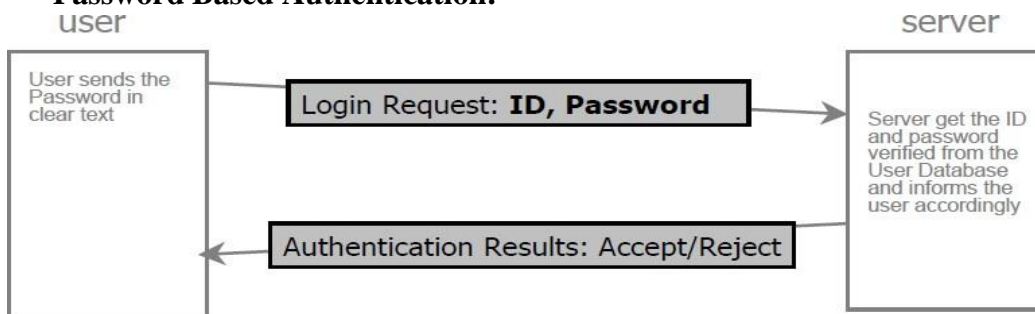 Password Based Authentication:
user
server
User sends the
Password in
clear text
Login Request: ID, Password
Server get the ID
and password
verified from the
User Database
and informs the
user accordingly
Authentication Results: Accept/Reject